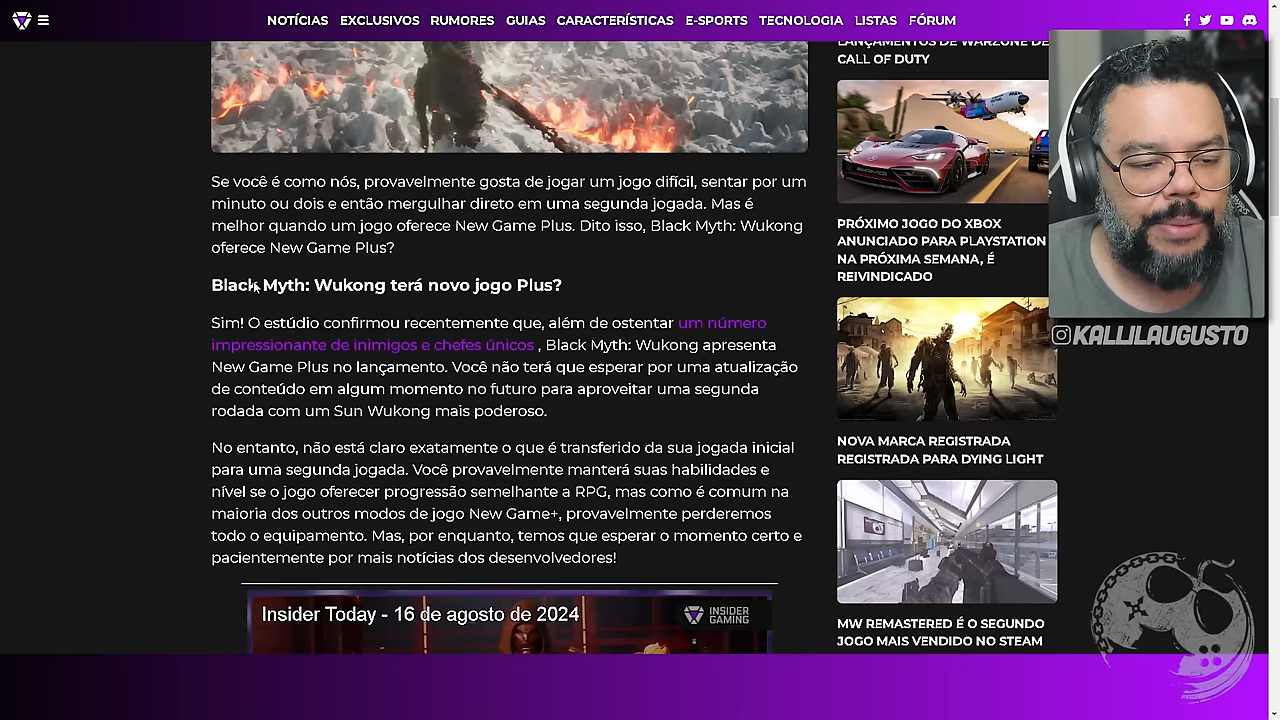 NOTÍCIAS EXCLUSIVOS RUMORES GUIAS CARACTERÍSTICAS E-SPORTS TECNOLOGIA LISTAS FÓRUM
Se você é como nós, provavelmente gosta de jogar um jogo difícil, sentar por um
minuto ou dois e então mergulhar direto em uma segunda jogada. Mas é
melhor quando um jogo oferece New Game Plus. Dito isso, Black Myth: Wukong
oferece New Game Plus?
Black Myth: Wukong terá novo jogo Plus?
Sim! O estúdio confirmou recentemente que, além de ostentar um número
impressionante de inimigos e chefes únicos , Black Myth: Wukong apresenta
New Game Plus no lançamento. Você não terá que esperar por uma atualização
de conteúdo em algum momento no futuro para aproveitar uma segunda
rodada com um Sun Wukong mais poderoso.
No entanto, não está claro exatamente o que é transferido da sua jogada inicial
para uma segunda jogada. Você provavelmente manterá suas habilidades e
nível se o jogo oferecer progressão semelhante a RPG, mas como é comum na
maioria dos outros modos de jogo New Game+, provavelmente perderemos
todo o equipamento. Mas, por enquanto, temos que esperar o momento certo e
pacientemente por mais notícias dos desenvolvedores!
Insider Today - 16 de agosto de 2024
INSIDER
GAMING
LANÇAMENTOS DE WARZONE DE
CALL OF DUTY
PRÓXIMO JOGO DO XBOX
ANUNCIADO PARA PLAYSTATION
NA PRÓXIMA SEMANA, É
REIVINDICADO
NOVA MARCA REGISTRADA
REGISTRADA PARA DYING LIGHT
MW REMASTERED É O SEGUNDO
JOGO MAIS VENDIDO NO STEAM
KALLILAUGUSTO